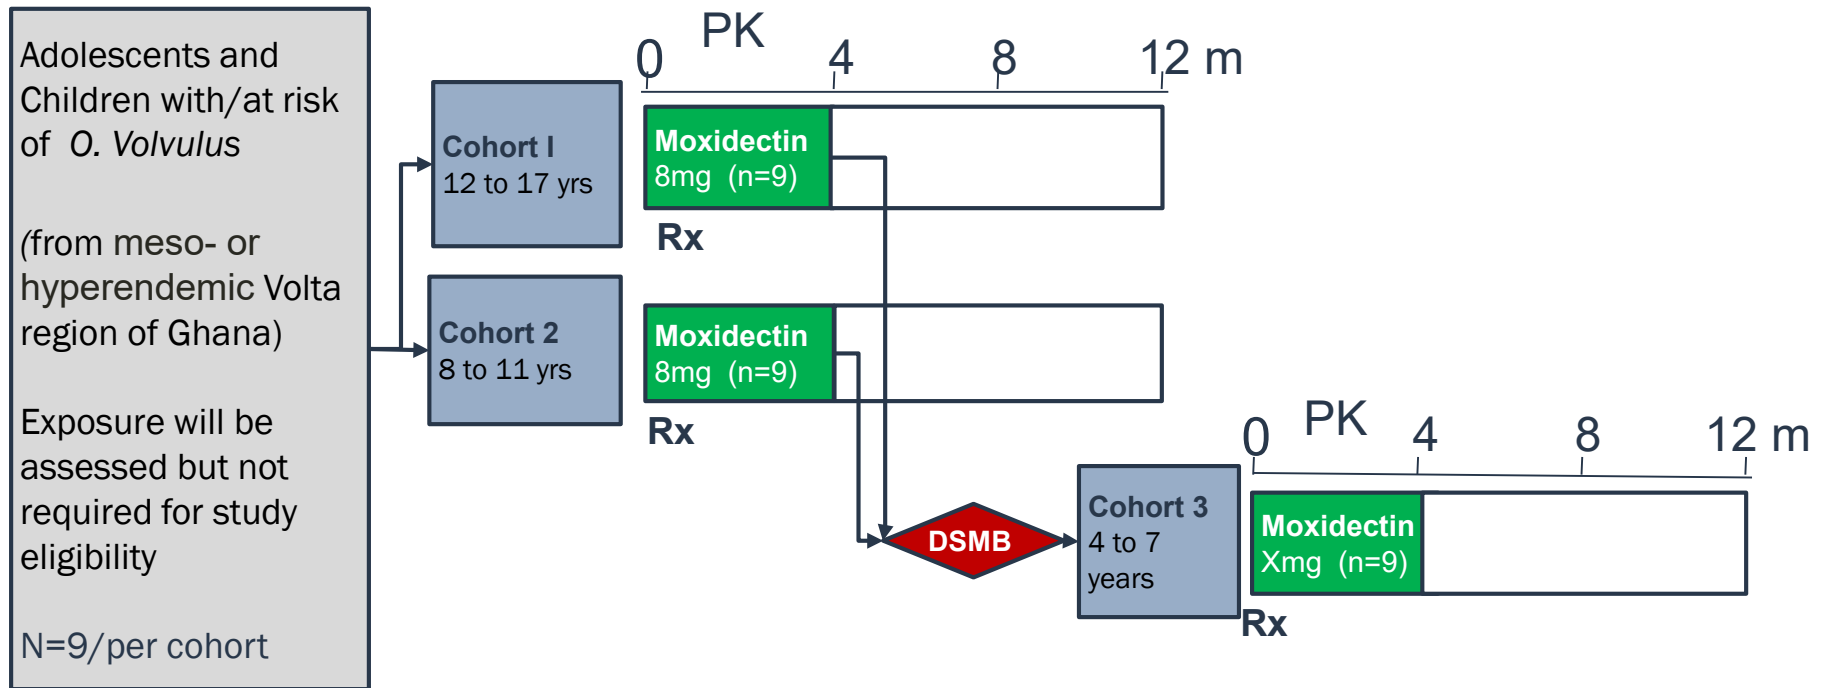 Adolescents and
Children with/at risk
of O. Volvulus
(from meso- or
hyperendemic Volta
region of Ghana)
Exposure will be
assessed but not
required for study
eligibility
N=9/per cohort
Cohort I
12 to 17 yrs
Cohort 2
8 to 11 yrs
PK
0 4 8 12 m
Moxidectin
8mg (n=9)
Rx
Moxidectin
8mg (n=9)
Rx
DSMB
Cohort 3
4 to 7
years
PK
0 4 8 12 m
Moxidectin
Xmg (n=9)
Rx